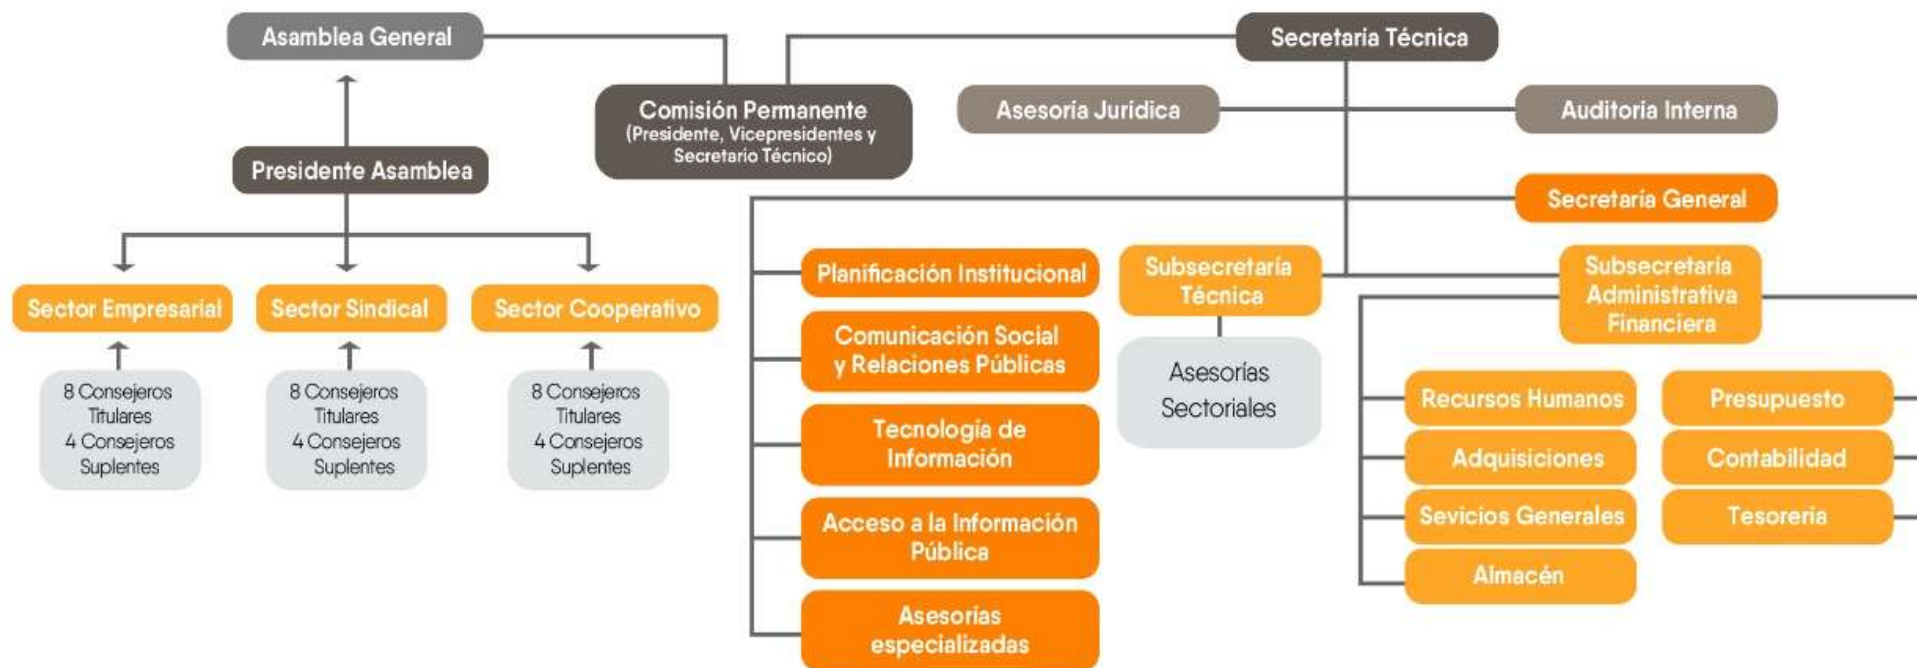 Asamblea General
Secretaría Técnica
Comisión Permanente
(Presidente, Vicepresidentes y
Secretario Técnico)
Asesoría Jurídica
Auditoría Interna
Presidente Asamblea
Secretaría General
Sector Empresarial
Sector Sindical
Sector Cooperativo
8 Consejeros
Titulares
4 Consejeros
Suplentes
8 Consejeros
Titulares
4 Consejeros
Suplentes
8 Consejeros
Titulares
4 Consejeros
Suplentes
Planificación Institucional
Comunicación Social
y Relaciones Públicas
Tecnología de
Información
Acceso a la Información
Pública
Asesorías
especializadas
Subsecretaría
Técnica
Asesorías
Sectoriales
Subsecretaría
Administrativa
Financiera
Recursos Humanos
Adquisiciones
Sevicios Generales
Almacén
Presupuesto
Contabilidad
Tesorería